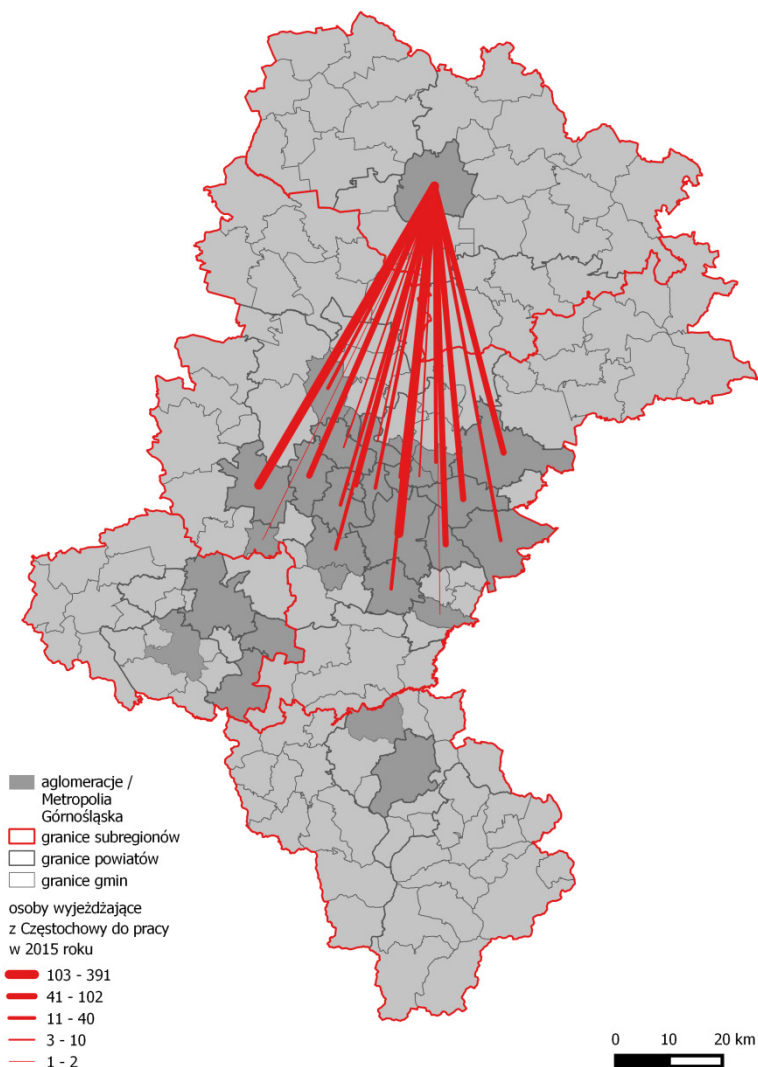 aglomeracje /
Metropolia
Górnośląska
granice subregionów
granice powiatów
granice gmin
osoby wyjeżdżające
z Częstochowy do pracy
w 2015 roku
103 - 391
41 - 102
11 - 40
3 - 10
1 - 2
0 10 20 km